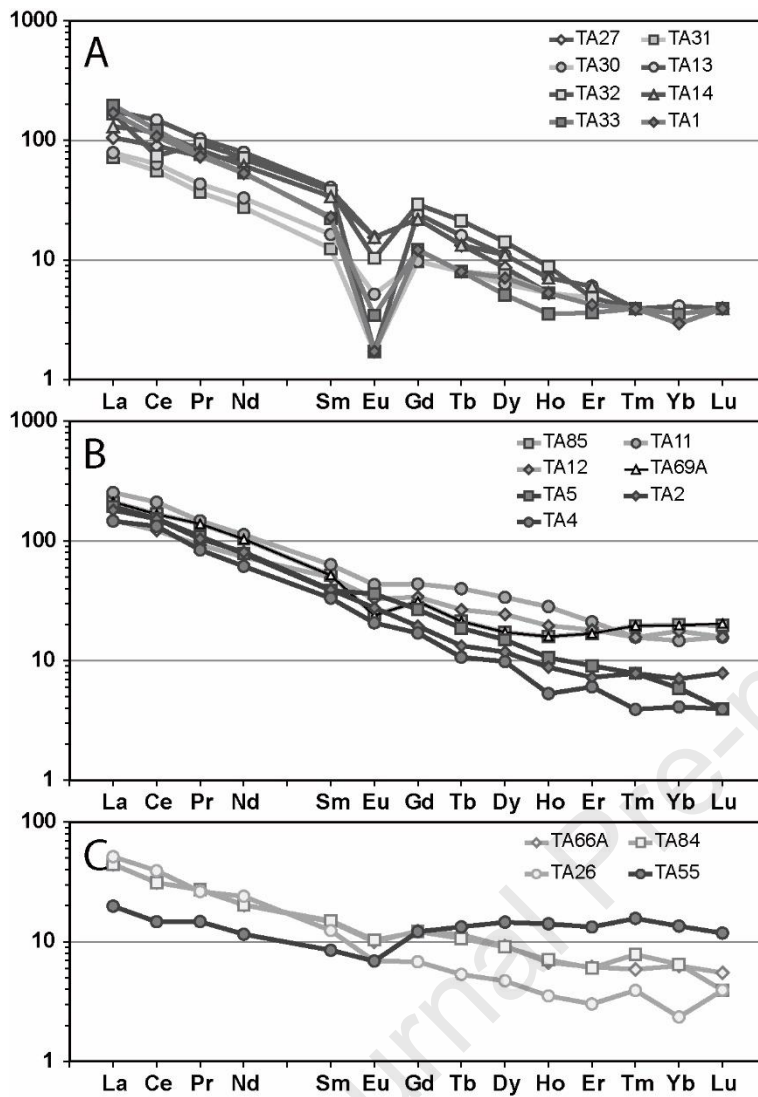 1000
A
TA27 TA31
TA30 TA13
TA32 TA14
TA33 TA1
100
10
1
La Ce Pr Nd Sm Eu Gd Tb Dy Ho Er Tm Yb Lu
1000
B
TA85 TA11
TA12 TA69A
TA5 TA2
TA4
100
10
1
La Ce Pr Nd Sm Eu Gd Tb Dy Ho Er Tm Yb Lu
100
C
TA66A TA84
TA26 TA55
10
1
La Ce Pr Nd Sm Eu Gd Tb Dy Ho Er Tm Yb Lu
Journal Pre-p